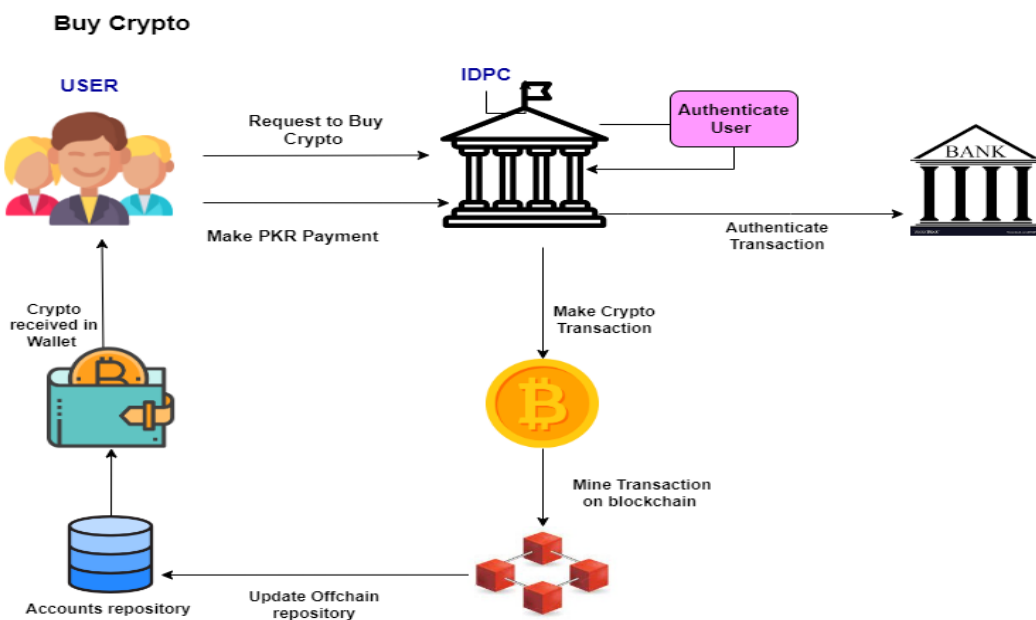 Buy Crypto
USER
IDPC
Request to Buy
Crypto
Authenticate
User
BANK
Make PKR Payment
Authenticate
Transaction
Crypto
received in
Wallet
Make Crypto
Transaction
Mine Transaction
on blockchain
Accounts repository
Update Offchain
repository